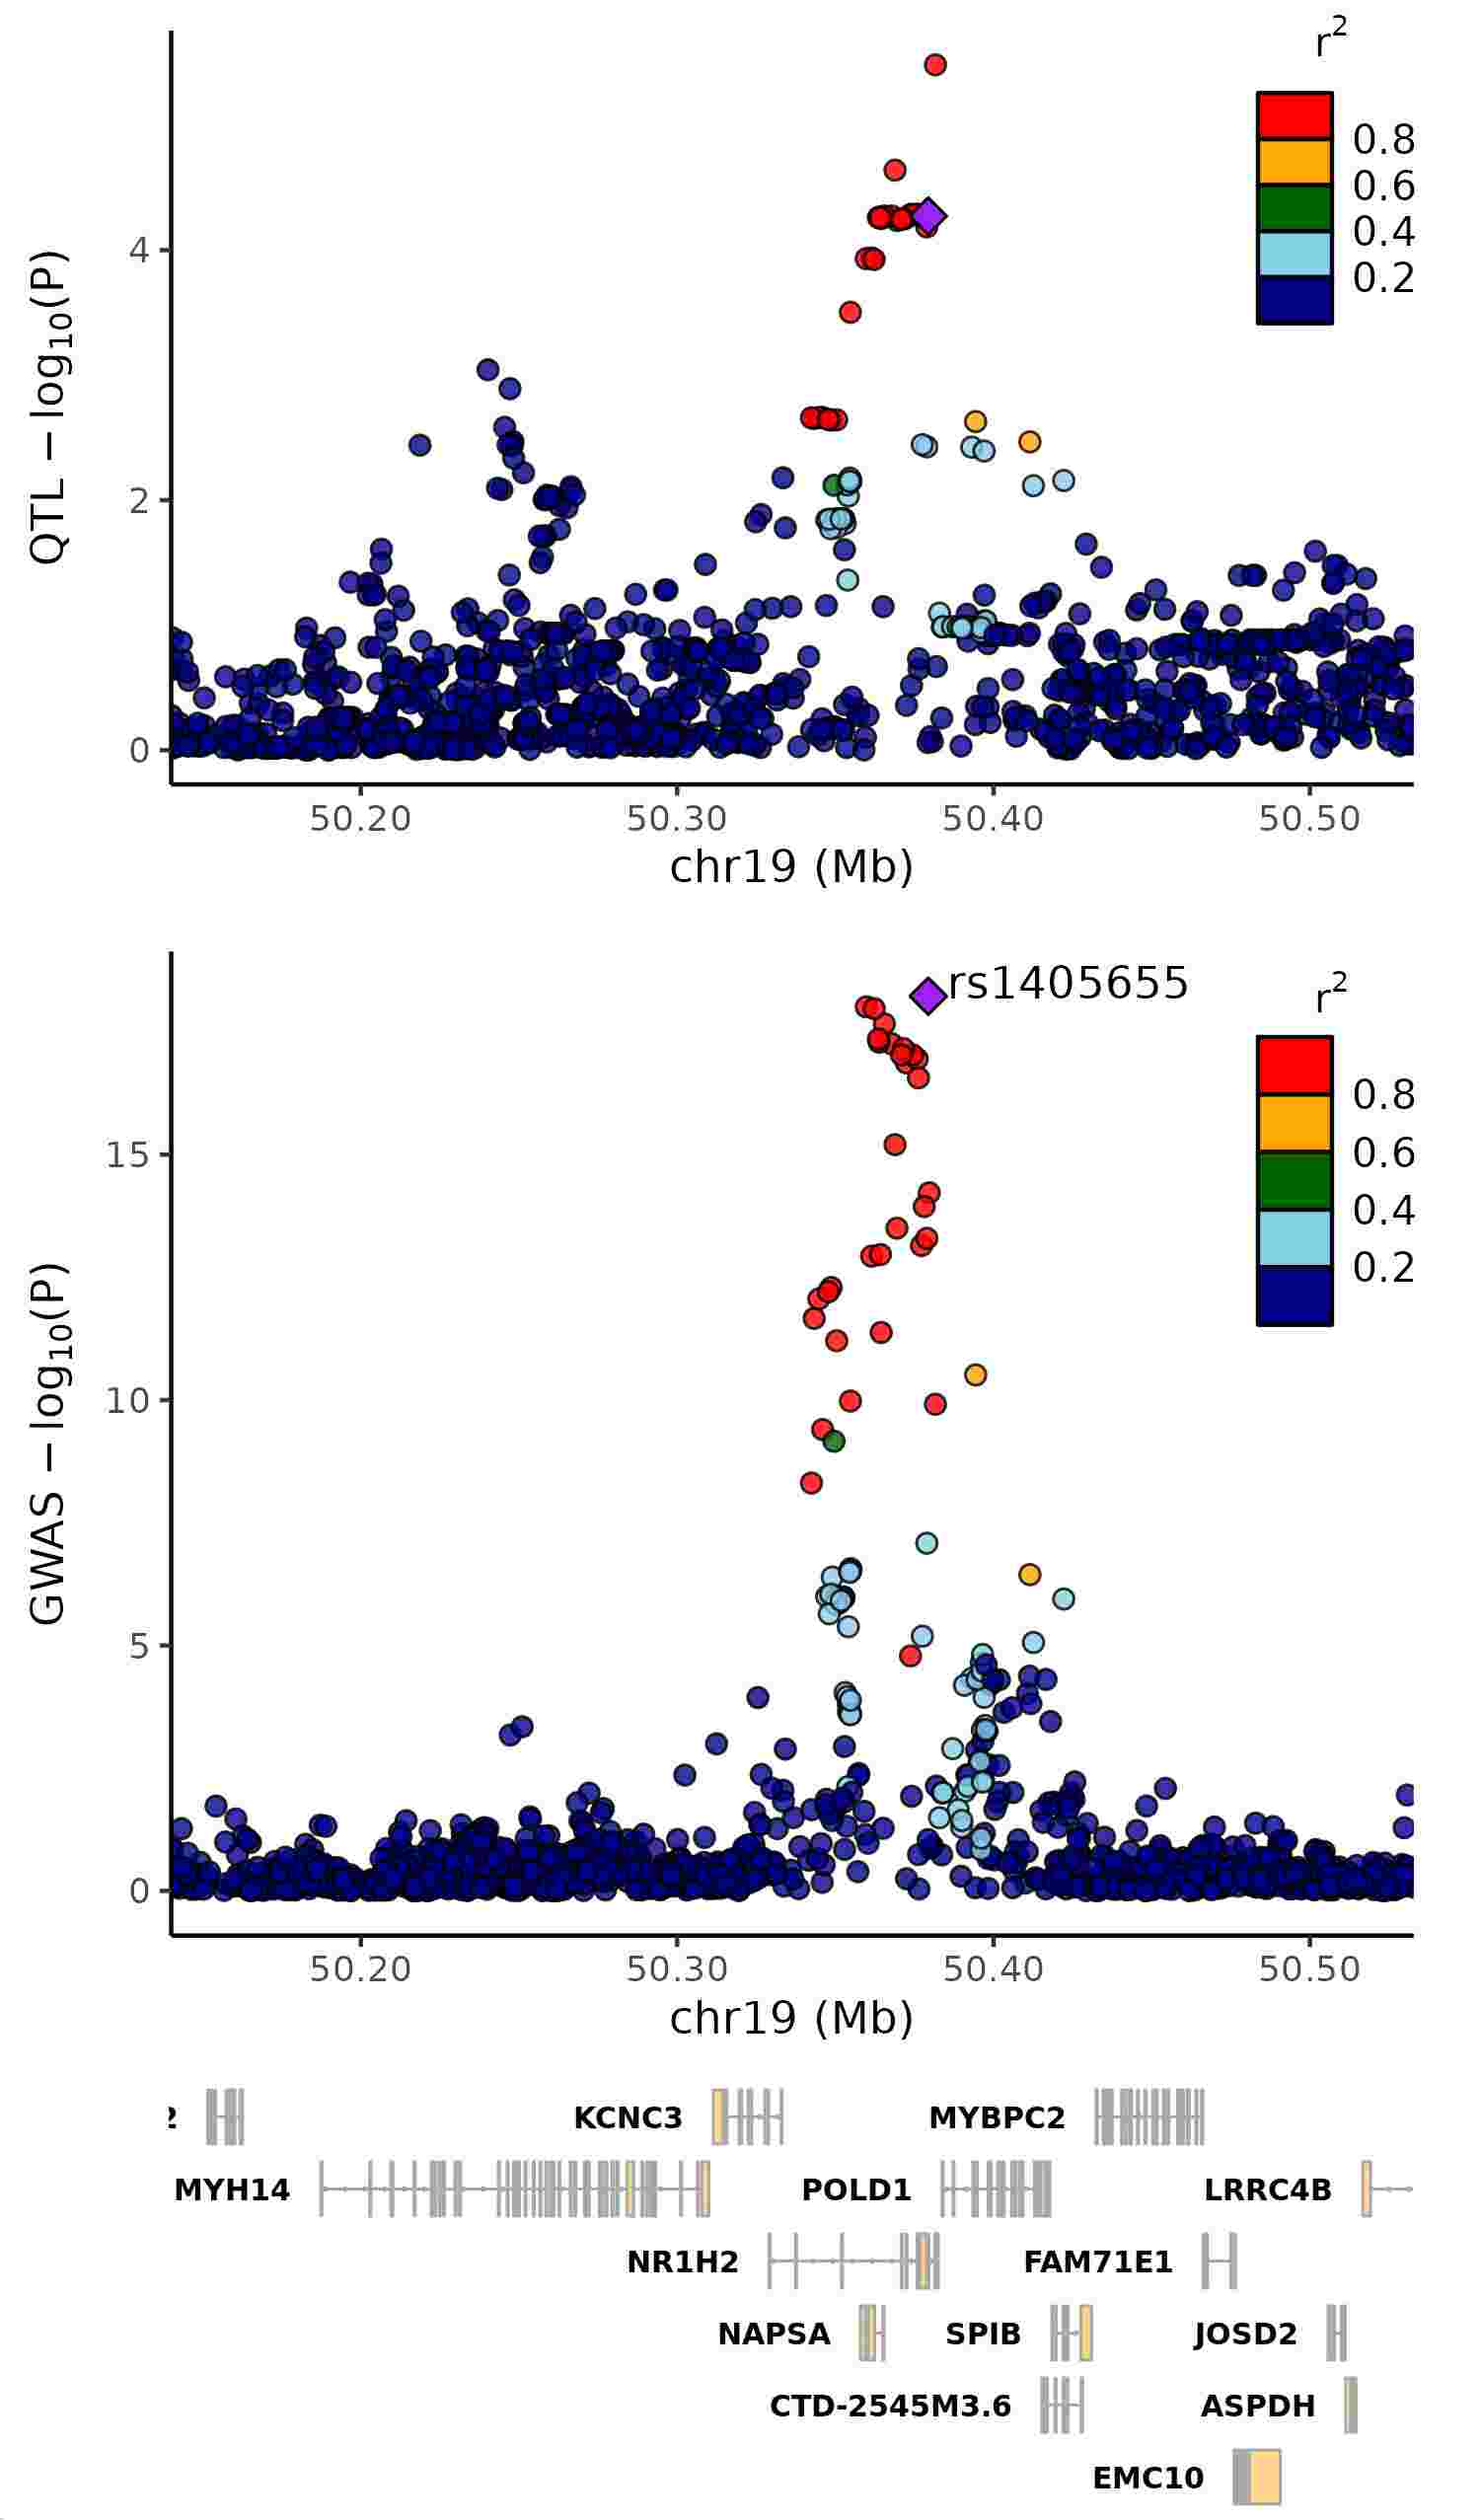 r2
0.8
0.6
0.4
0.2
QTL − log10(P)
4
2
0
50.20 50.30 50.40 50.50
chr19 (Mb)
rs1405655
r2
0.8
0.6
0.4
0.2
GWAS − log10(P)
15
10
5
0
50.20 50.30 50.40 50.50
chr19 (Mb)
2 KCNC3 MYBPC2
MYH14 POLD1 LRRC4B
NR1H2 FAM71E1
NAPSA SPIB JOSD2
CTD-2545M3.6 ASPDH
EMC10